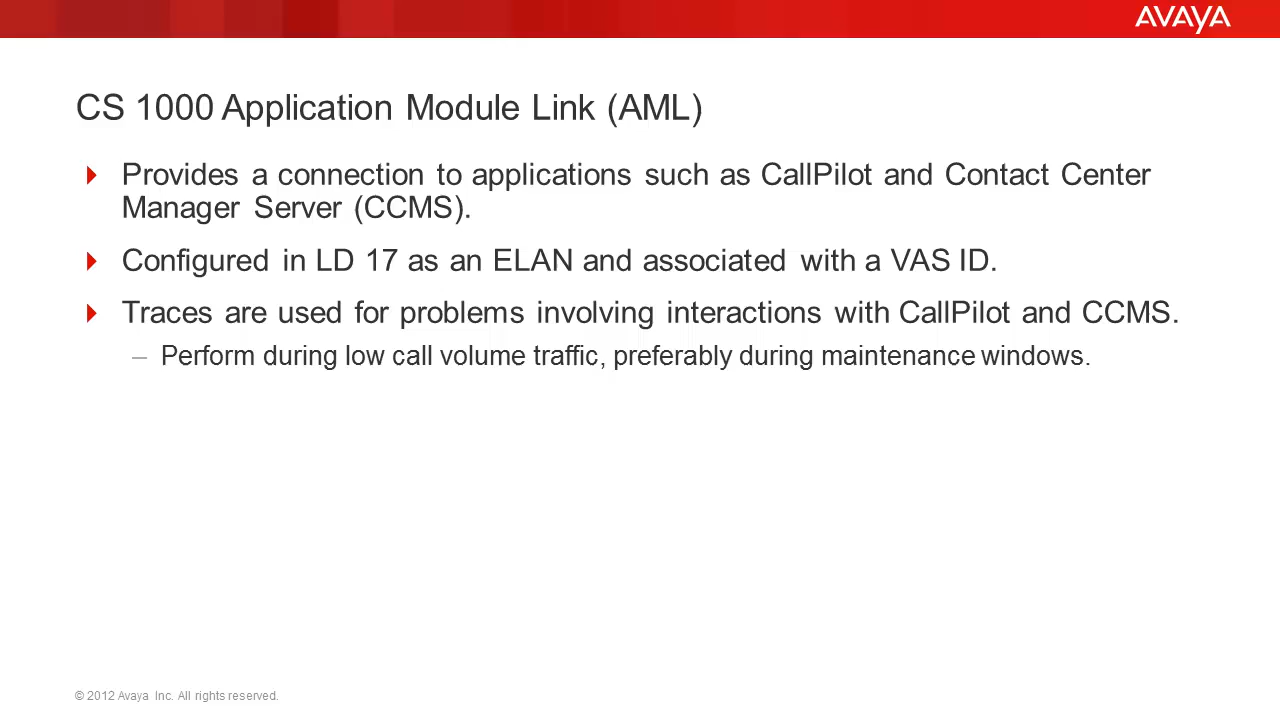 AVAYA
CS 1000 Application Module Link (AML)
Provides a connection to applications such as CallPilot and Contact Center
Manager Server (CCMS).
Configured in LD 17 as an ELAN and associated with a VAS ID.
Traces are used for problems involving interactions with CallPilot and CCMS.
– Perform during low call volume traffic, preferably during maintenance windows.
© 2012 Avaya Inc. All rights reserved.